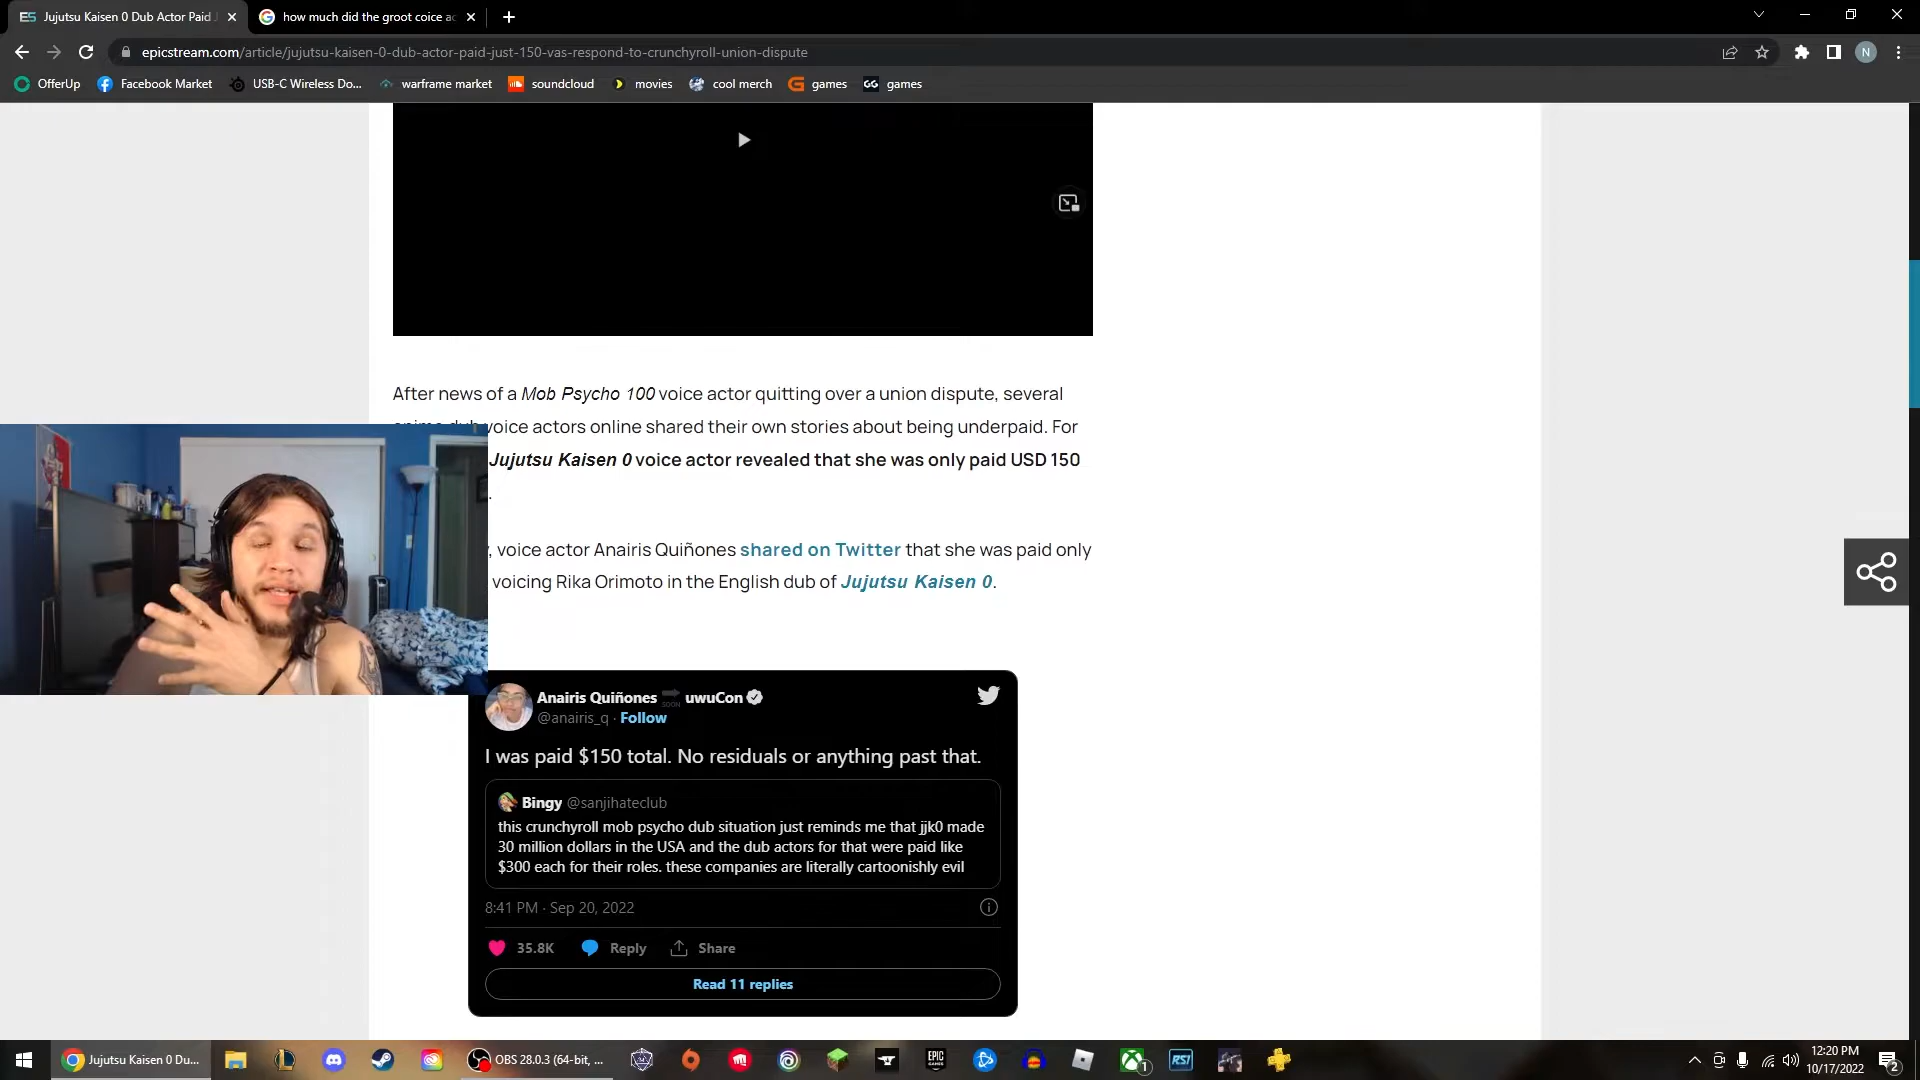 Jujutsu Kaisen 0 Dub Actor Paid J
how much did the groot coice ac
epicstream.com/article/jujutsu-kaisen-0-dub-actor-paid-just-150-vas-respond-to-crunchyroll-union-dispute
N
OfferUp Facebook Market USB-C Wireless Do... warframe market soundcloud movies cool merch games games
After news of a Mob Psycho 100 voice actor quitting over a union dispute, several
voice actors online shared their own stories about being underpaid. For
Jujutsu Kaisen 0 voice actor revealed that she was only paid USD 150
.
, voice actor Anairis Quiñones shared on Twitter that she was paid only
voicing Rika Orimoto in the English dub of Jujutsu Kaisen 0.
Anairis Quiñones SOON uwuCon
@anairis_q · Follow
I was paid $150 total. No residuals or anything past that.
Bingy @sanjihateclub
this crunchyroll mob psycho dub situation just reminds me that jjk0 made
30 million dollars in the USA and the dub actors for that were paid like
$300 each for their roles. these companies are literally cartoonishly evil
8:41 PM · Sep 20, 2022
35.8K Reply Share
Read 11 replies
Jujutsu Kaisen 0 Du...
OBS 28.0.3 (64-bit, ...
EPIC GAMES
1
RSI
12:20 PM
10/17/2022
2